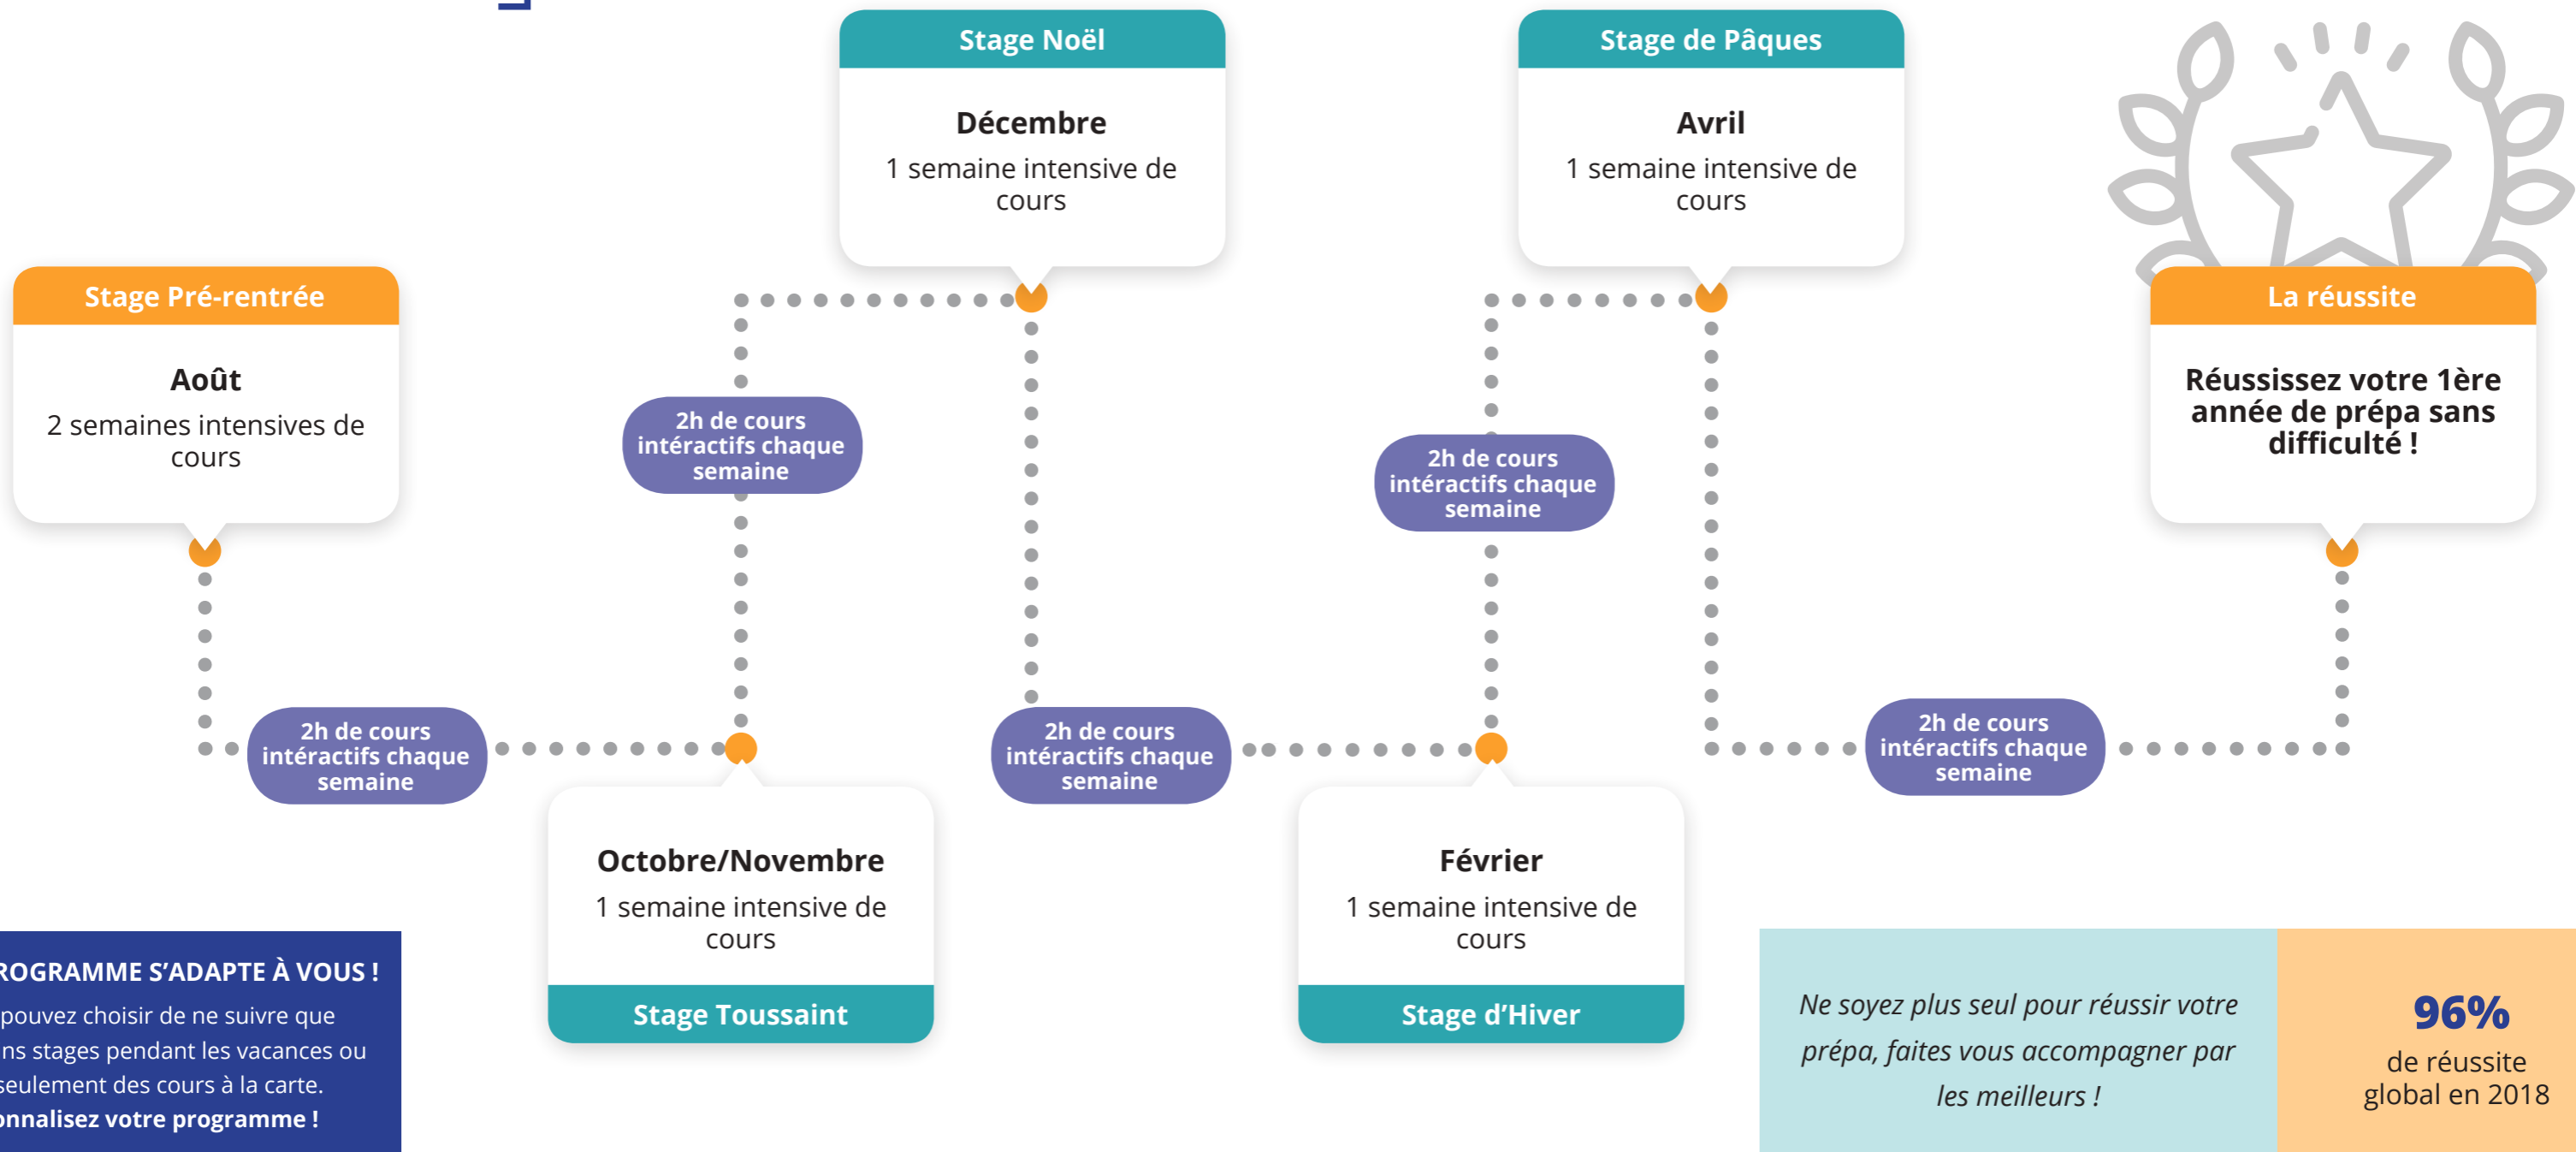 Stage Noël
Décembre
1 semaine intensive de
cours
Stage de Pâques
Avril
1 semaine intensive de
cours
Stage Pré-rentrée
Août
2 semaines intensives de
cours
La réussite
Réussissez votre 1ère
année de prépa sans
difficulté !
2h de cours
intéractifs chaque
semaine
2h de cours
intéractifs chaque
semaine
2h de cours
intéractifs chaque
semaine
2h de cours
intéractifs chaque
semaine
2h de cours
intéractifs chaque
semaine
Octobre/Novembre
1 semaine intensive de
cours
Stage Toussaint
Février
1 semaine intensive de
cours
Stage d’Hiver
ROGRAMME S’ADAPTE À VOUS !
pouvez choisir de ne suivre que
ns stages pendant les vacances ou
seulement des cours à la carte.
onnalisez votre programme !
Ne soyez plus seul pour réussir votre
prépa, faites vous accompagner par
les meilleurs !
96%
de réussite
global en 2018